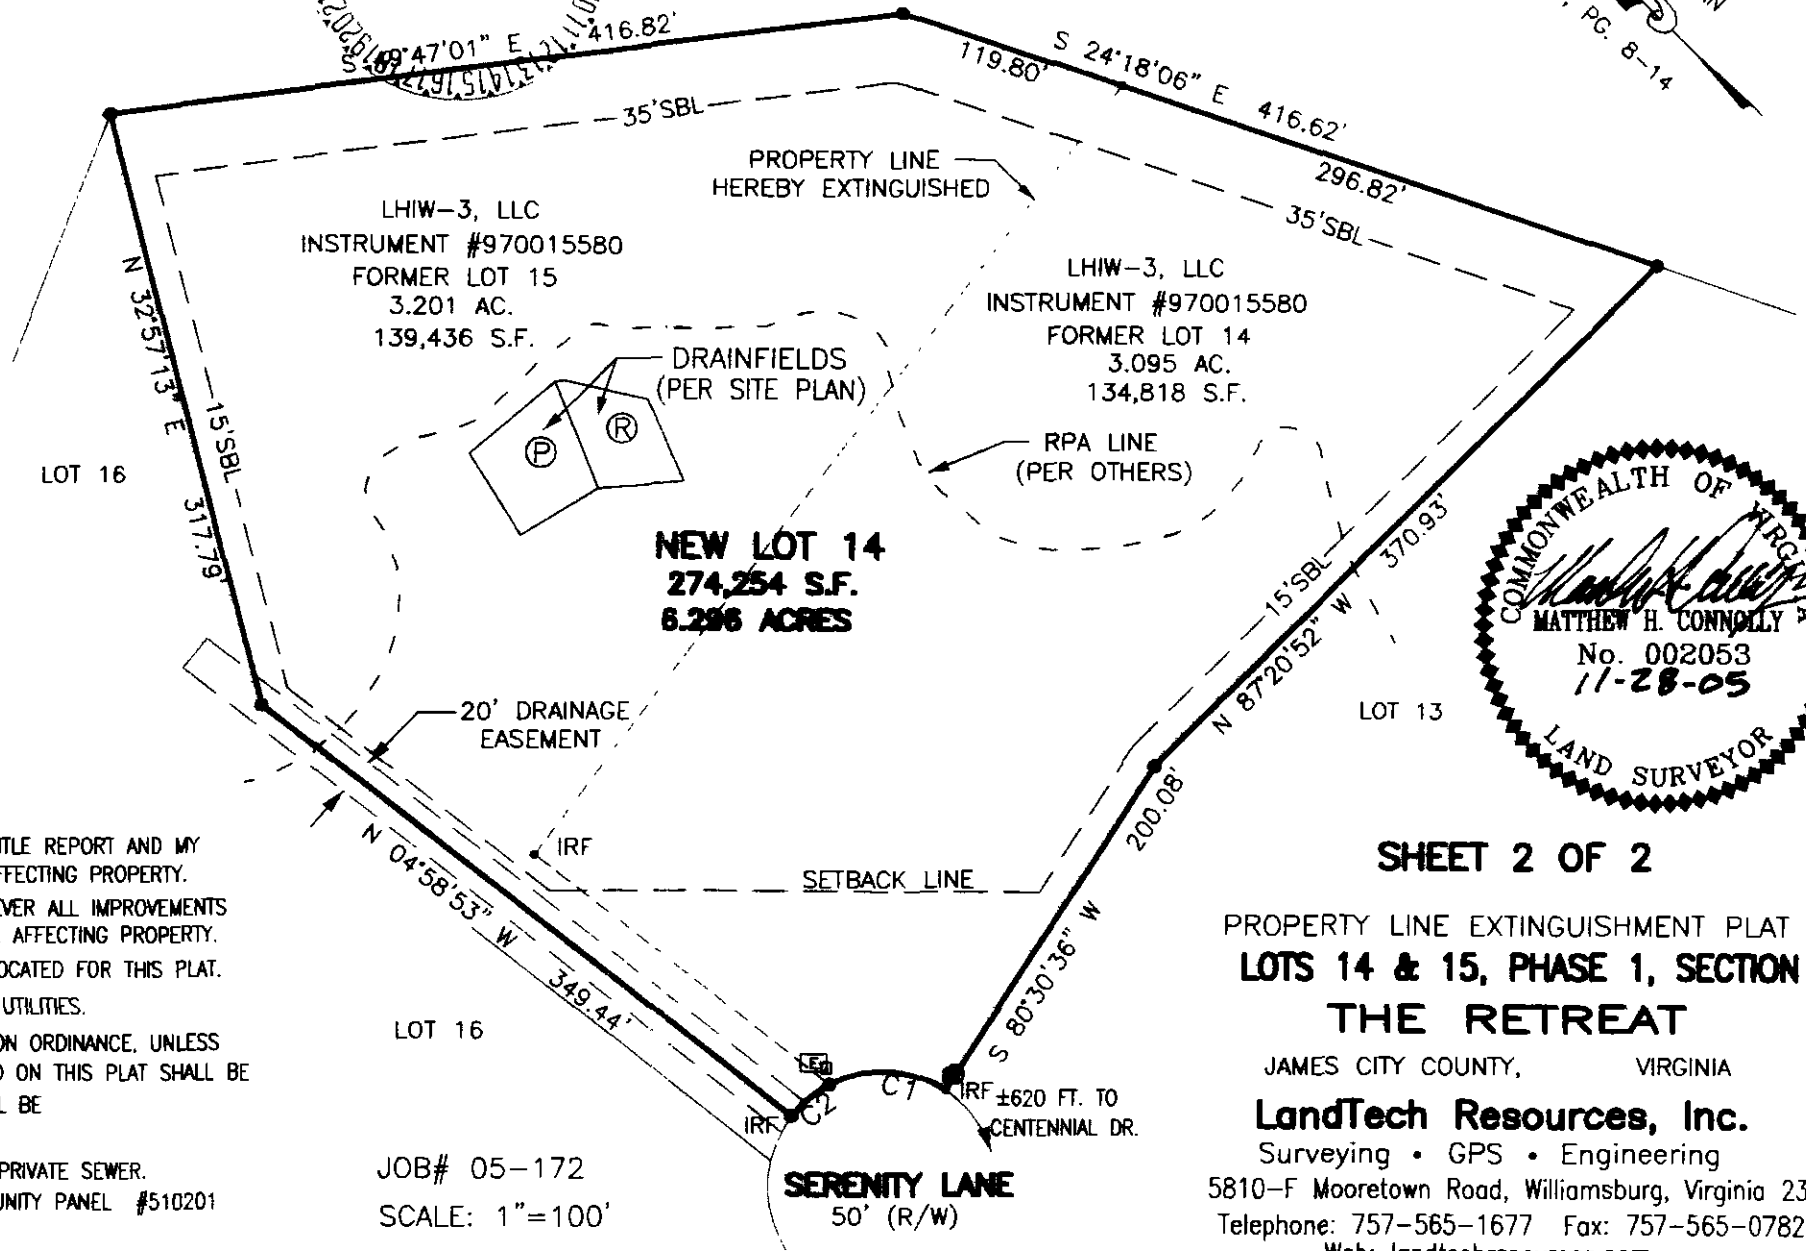 S 49°47'01" E 416.82'
119.80'
S 24°18'06" E 416.62'
296.82'
PG. 8-14
35'SBL
PROPERTY LINE
HEREBY EXTINGUISHED
35'SBL
LHIW-3, LLC
INSTRUMENT #970015580
FORMER LOT 15
3.201 AC.
139,436 S.F.
LHIW-3, LLC
INSTRUMENT #970015580
FORMER LOT 14
3.095 AC.
134,818 S.F.
N 32°57'13" E 317.79'
15'SBL
DRAINFIELDS
(PER SITE PLAN)
P
R
RPA LINE
(PER OTHERS)
LOT 16
NEW LOT 14
274,254 S.F.
6.296 ACRES
15'SBL
N 87°20'52" W 370.93'
COMMONWEALTH OF VIRGINIA
MATTHEW H. CONNOLLY
No. 002053
11-28-05
LAND SURVEYOR
LOT 13
20' DRAINAGE
EASEMENT
IRF
SETBACK LINE
200.08'
S 80°30'36" W
N 04°58'53" W 349.44'
LOT 16
C2
C1
IRF
IRF
±620 FT. TO
CENTENNIAL DR.
SERENITY LANE
50' (R/W)
TLE REPORT AND MY
FFECTING PROPERTY.
EVER ALL IMPROVEMENTS
AFFECTING PROPERTY.
OCATED FOR THIS PLAT.
UTILITIES.
ON ORDINANCE, UNLESS
D ON THIS PLAT SHALL BE
L BE
PRIVATE SEWER.
UNITY PANEL #510201
JOB# 05-172
SCALE: 1"=100'
SHEET 2 OF 2
PROPERTY LINE EXTINGUISHMENT PLAT
LOTS 14 & 15, PHASE 1, SECTION
THE RETREAT
JAMES CITY COUNTY, VIRGINIA
LandTech Resources, Inc.
Surveying • GPS • Engineering
5810-F Mooretown Road, Williamsburg, Virginia 23
Telephone: 757-565-1677 Fax: 757-565-0782